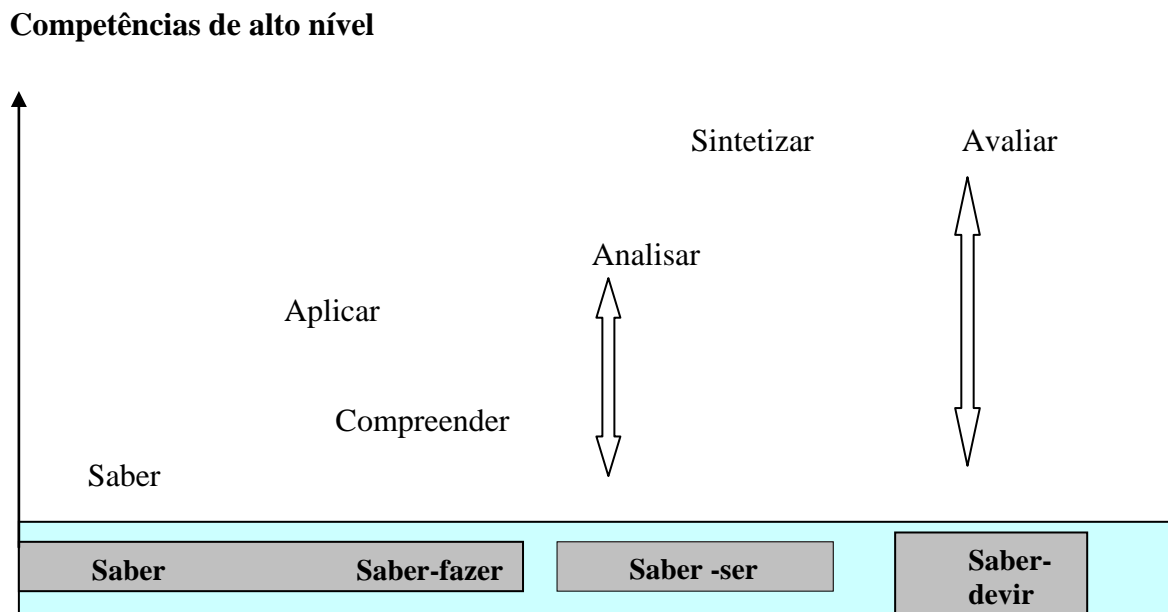 Competências de alto nível
Sintetizar Avaliar
Analisar
Aplicar
Compreender
Saber
Saber Saber-fazer Saber -ser Saber-
devir